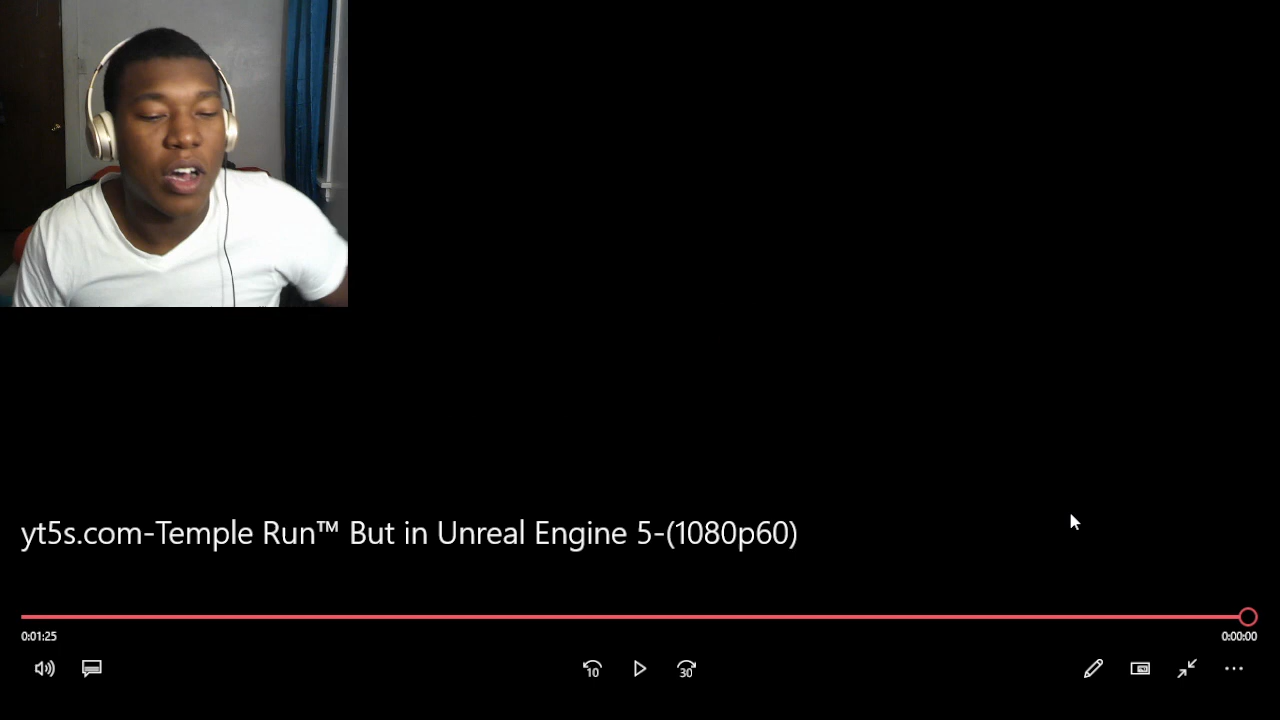 yt5s.com-Temple Run™ But in Unreal Engine 5-(1080p60)
0:01:25
0:00:00
10
30